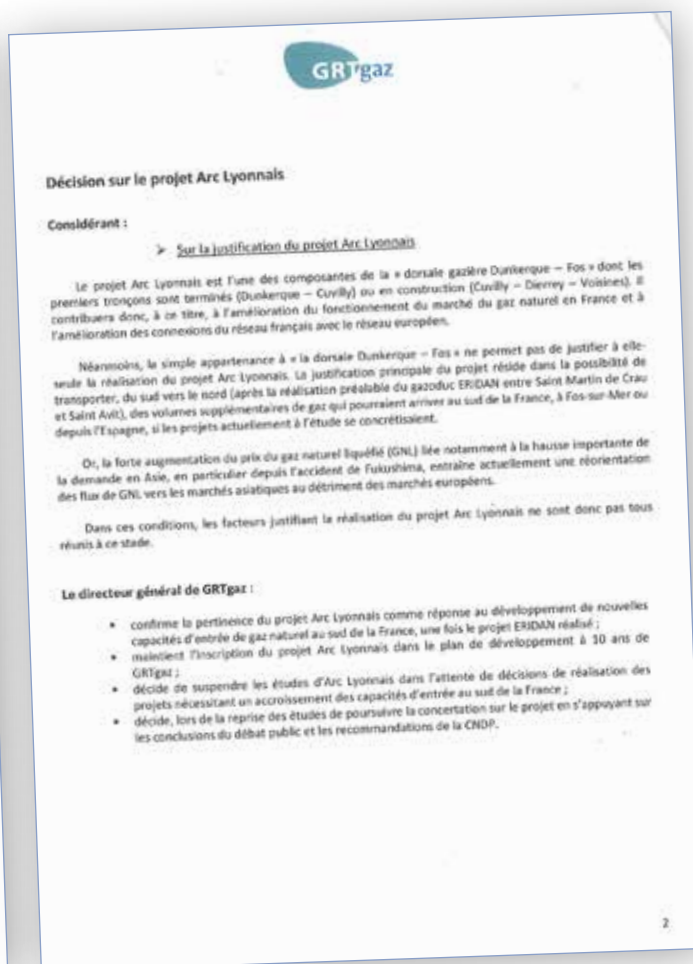 GRTgaz
Décision sur le projet Arc Lyonnais
Considérant :
➢ Sur la justification du projet Arc Lyonnais
Le projet Arc Lyonnais est l'une des composantes de la « dorsale gazière Dunkerque – Fos » dont les
premiers tronçons sont terminés (Dunkerque – Cuvilly) ou en construction (Cuvilly – Dierrey – Voisines). Il
contribuera donc, à ce titre, à l'amélioration du fonctionnement du marché du gaz naturel en France et à
l'amélioration des connexions du réseau français avec le réseau européen.
Néanmoins, la simple appartenance à « la dorsale Dunkerque – Fos » ne permet pas de justifier à elle-
seule la réalisation du projet Arc Lyonnais. La justification principale du projet réside dans la possibilité de
transporter, du sud vers le nord (après la réalisation préalable du gazoduc ERIDAN entre Saint Martin de Crau
et Saint Avit), des volumes supplémentaires de gaz qui pourraient arriver au sud de la France, à Fos-sur-Mer ou
depuis l'Espagne, si les projets actuellement à l'étude se concrétisaient.
Or, la forte augmentation du prix du gaz naturel liquéfié (GNL) liée notamment à la hausse importante de
la demande en Asie, en particulier depuis l'accident de Fukushima, entraîne actuellement une réorientation
des flux de GNL vers les marchés asiatiques au détriment des marchés européens.
Dans ces conditions, les facteurs justifiant la réalisation du projet Arc Lyonnais ne sont donc pas tous
réunis à ce stade.
Le directeur général de GRTgaz :
• confirme la pertinence du projet Arc Lyonnais comme réponse au développement de nouvelles
capacités d'entrée de gaz naturel au sud de la France, une fois le projet ERIDAN réalisé ;
• maintient l'inscription du projet Arc Lyonnais dans le plan de développement à 10 ans de
GRTgaz ;
• décide de suspendre les études d'Arc Lyonnais dans l'attente de décisions de réalisation des
projets nécessitant un accroissement des capacités d'entrée au sud de la France ;
• décide, lors de la reprise des études de poursuivre la concertation sur le projet en s'appuyant sur
les conclusions du débat public et les recommandations de la CNDP.
2